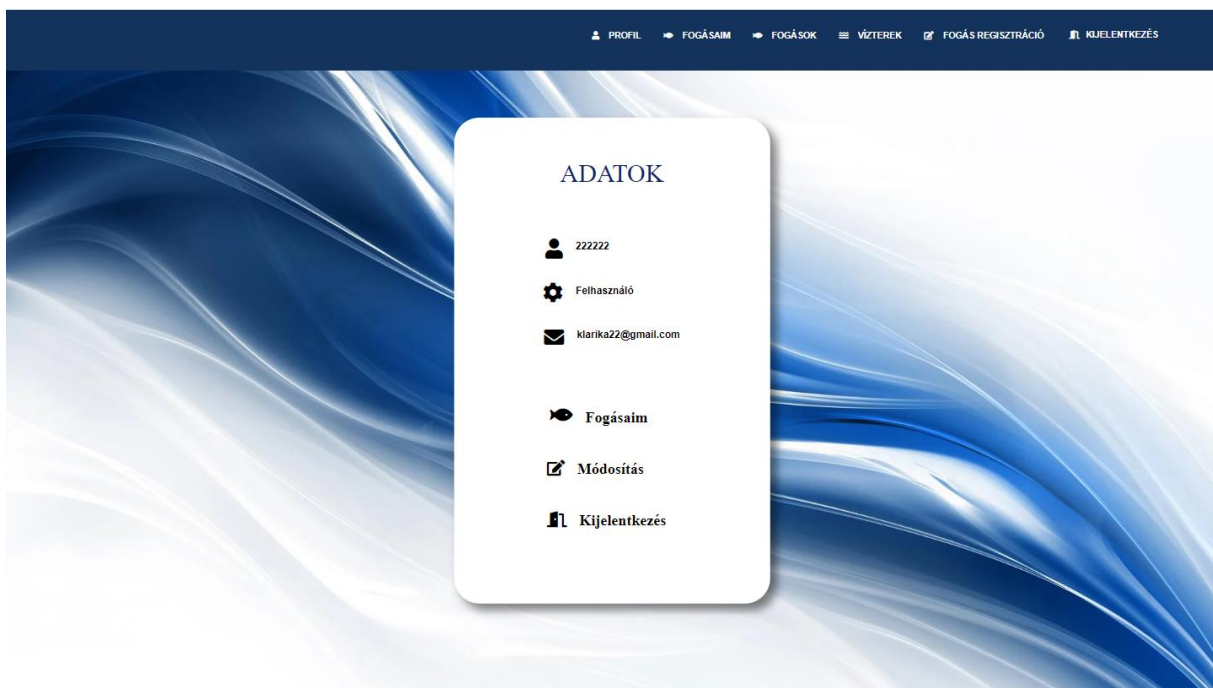 PROFIL FOGÁSAIM FOGÁSOK VÍZTEREK FOGÁS REGISZTRÁCIÓ KIJELENTKEZÉS
ADATOK
222222
Felhasználó
klarika22@gmail.com
Fogásaim
Módosítás
Kijelentkezés